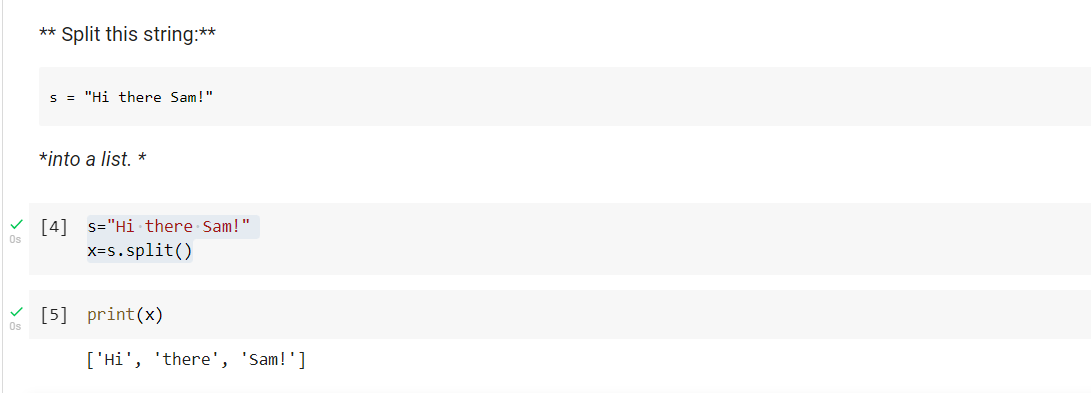 ** Split this string:**
s = "Hi there Sam!"
*into a list. *
[4] s="Hi there Sam!"
0s
x=s.split()
[5] print(x)
0s
['Hi', 'there', 'Sam!']